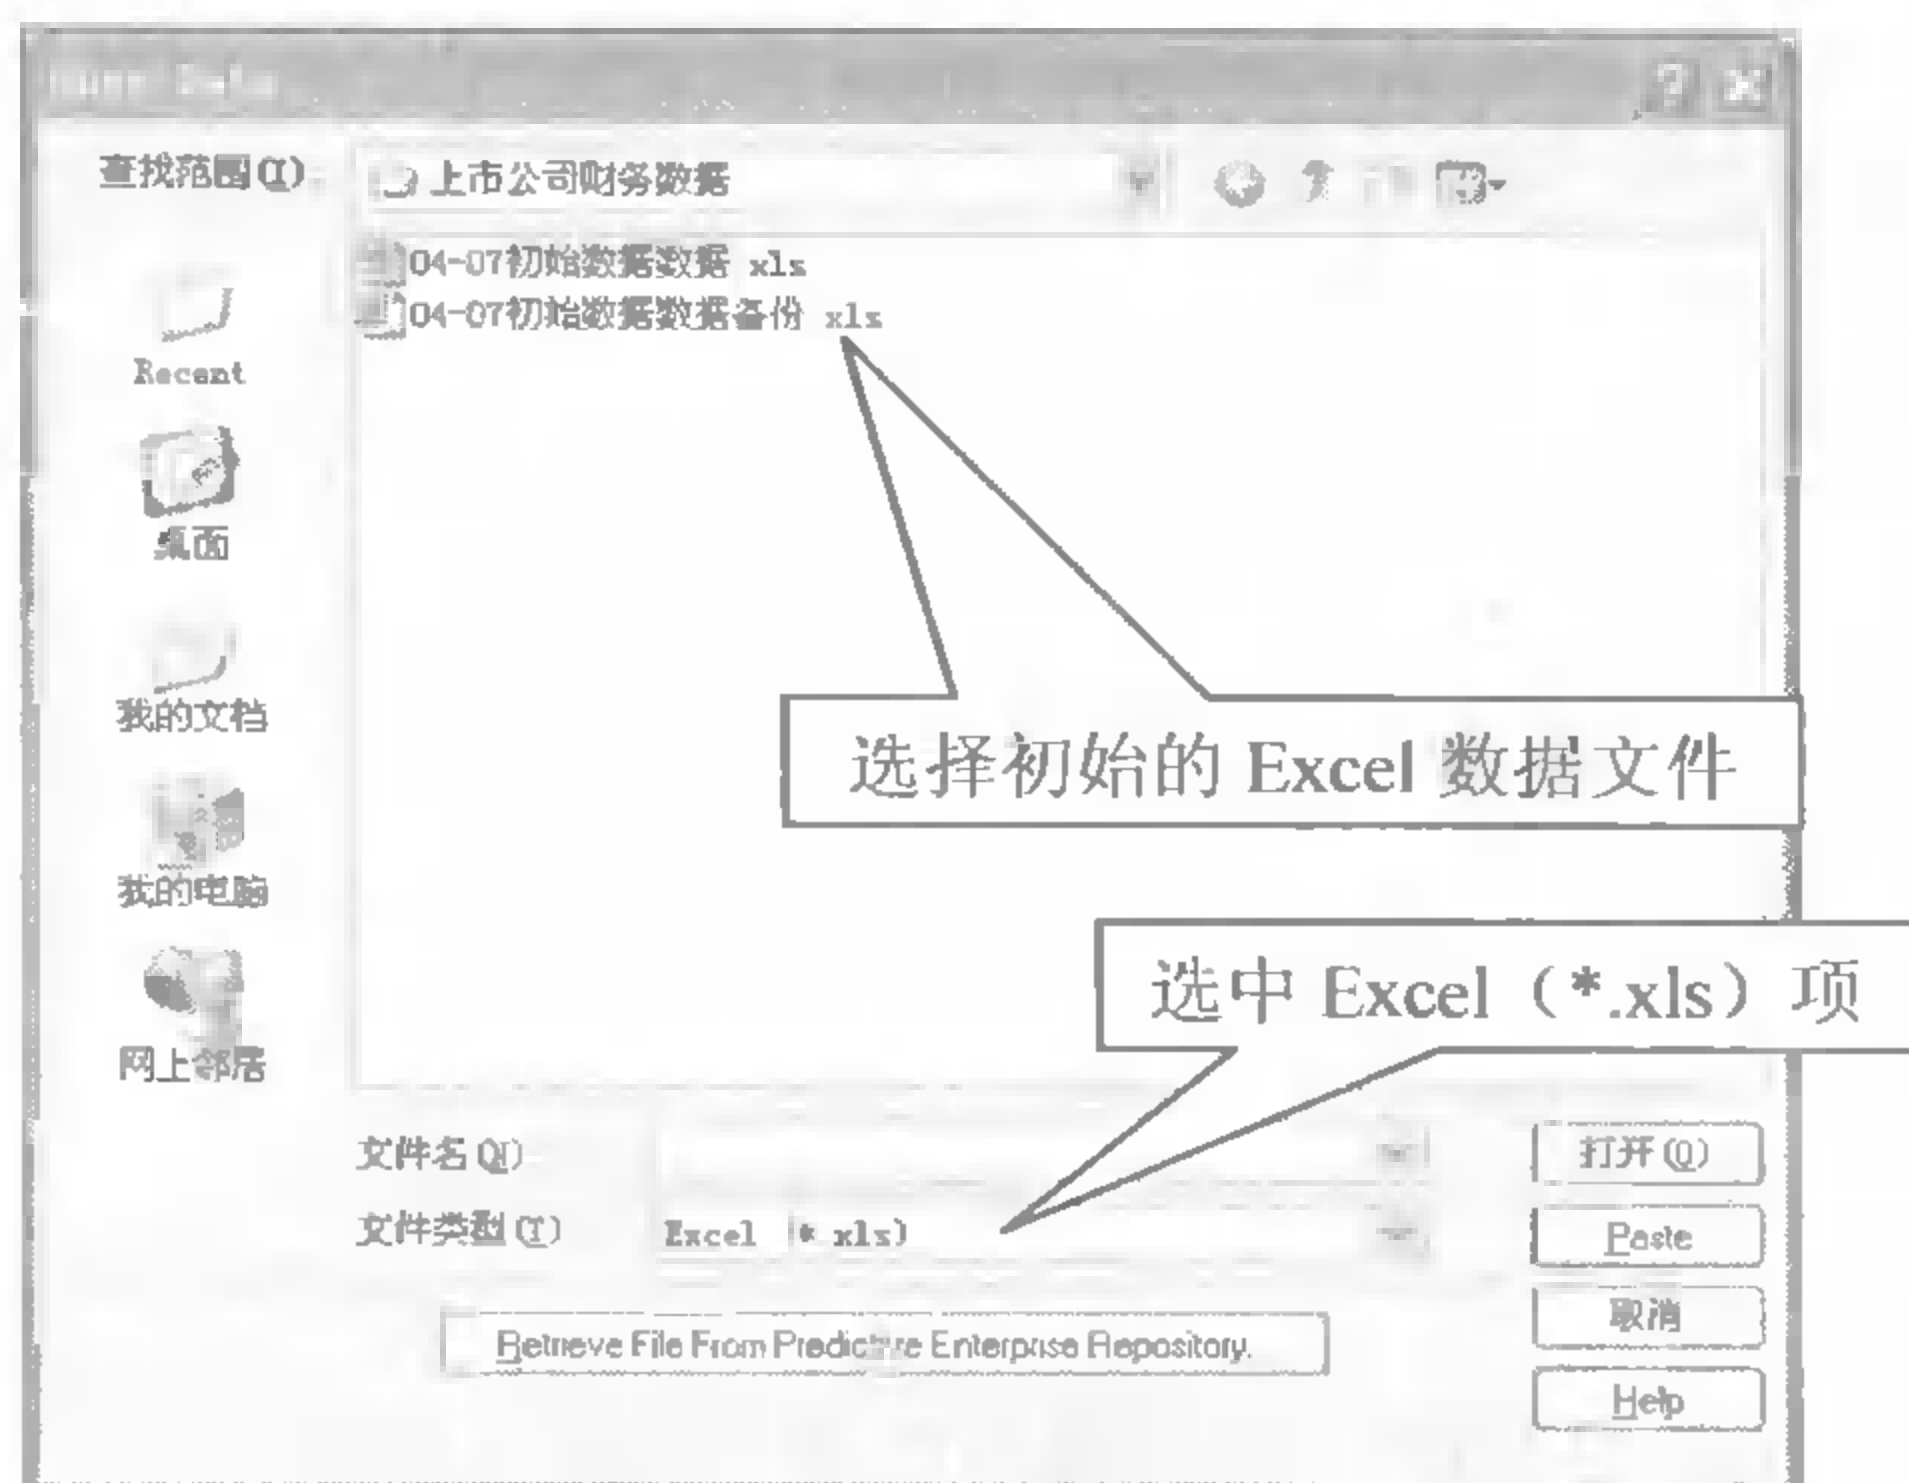 查找范围(I)
上市公司财务数据
04-07初始数据数据 xls
04-07初始数据数据备份 xls
Recent
桌面
我的文档
我的电脑
网上邻居
选择初始的 Excel 数据文件
选中 Excel（*.xls）项
文件名(N)
打开(O)
文件类型(T)
Excel (* xls)
Paste
取消
Retrieve File From Predictive Enterprise Repository.
Help